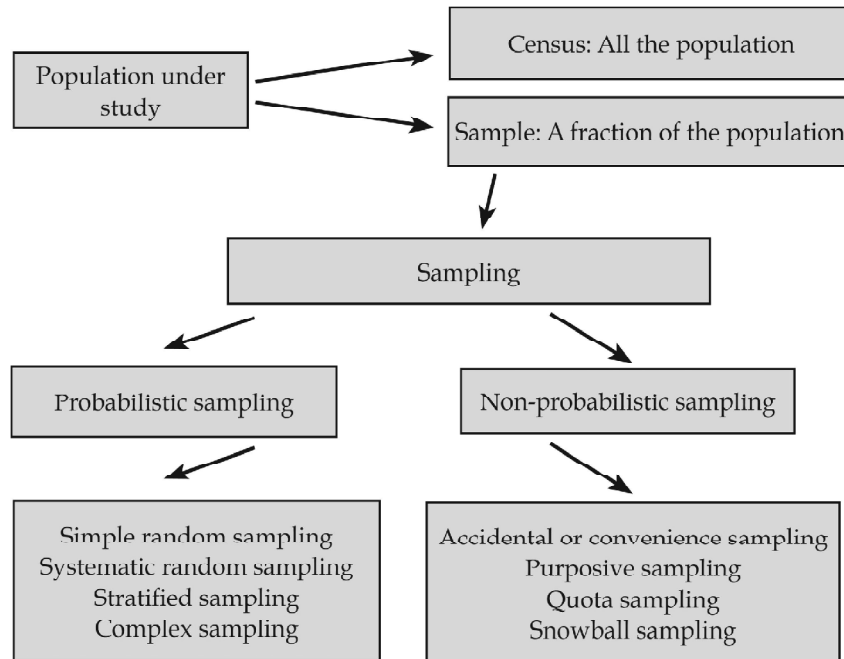 Population under
study
Census: All the population
Sample: A fraction of the population
Sampling
Probabilistic sampling
Non-probabilistic sampling
Simple random sampling
Systematic random sampling
Stratified sampling
Complex sampling
Accidental or convenience sampling
Purposive sampling
Quota sampling
Snowball sampling